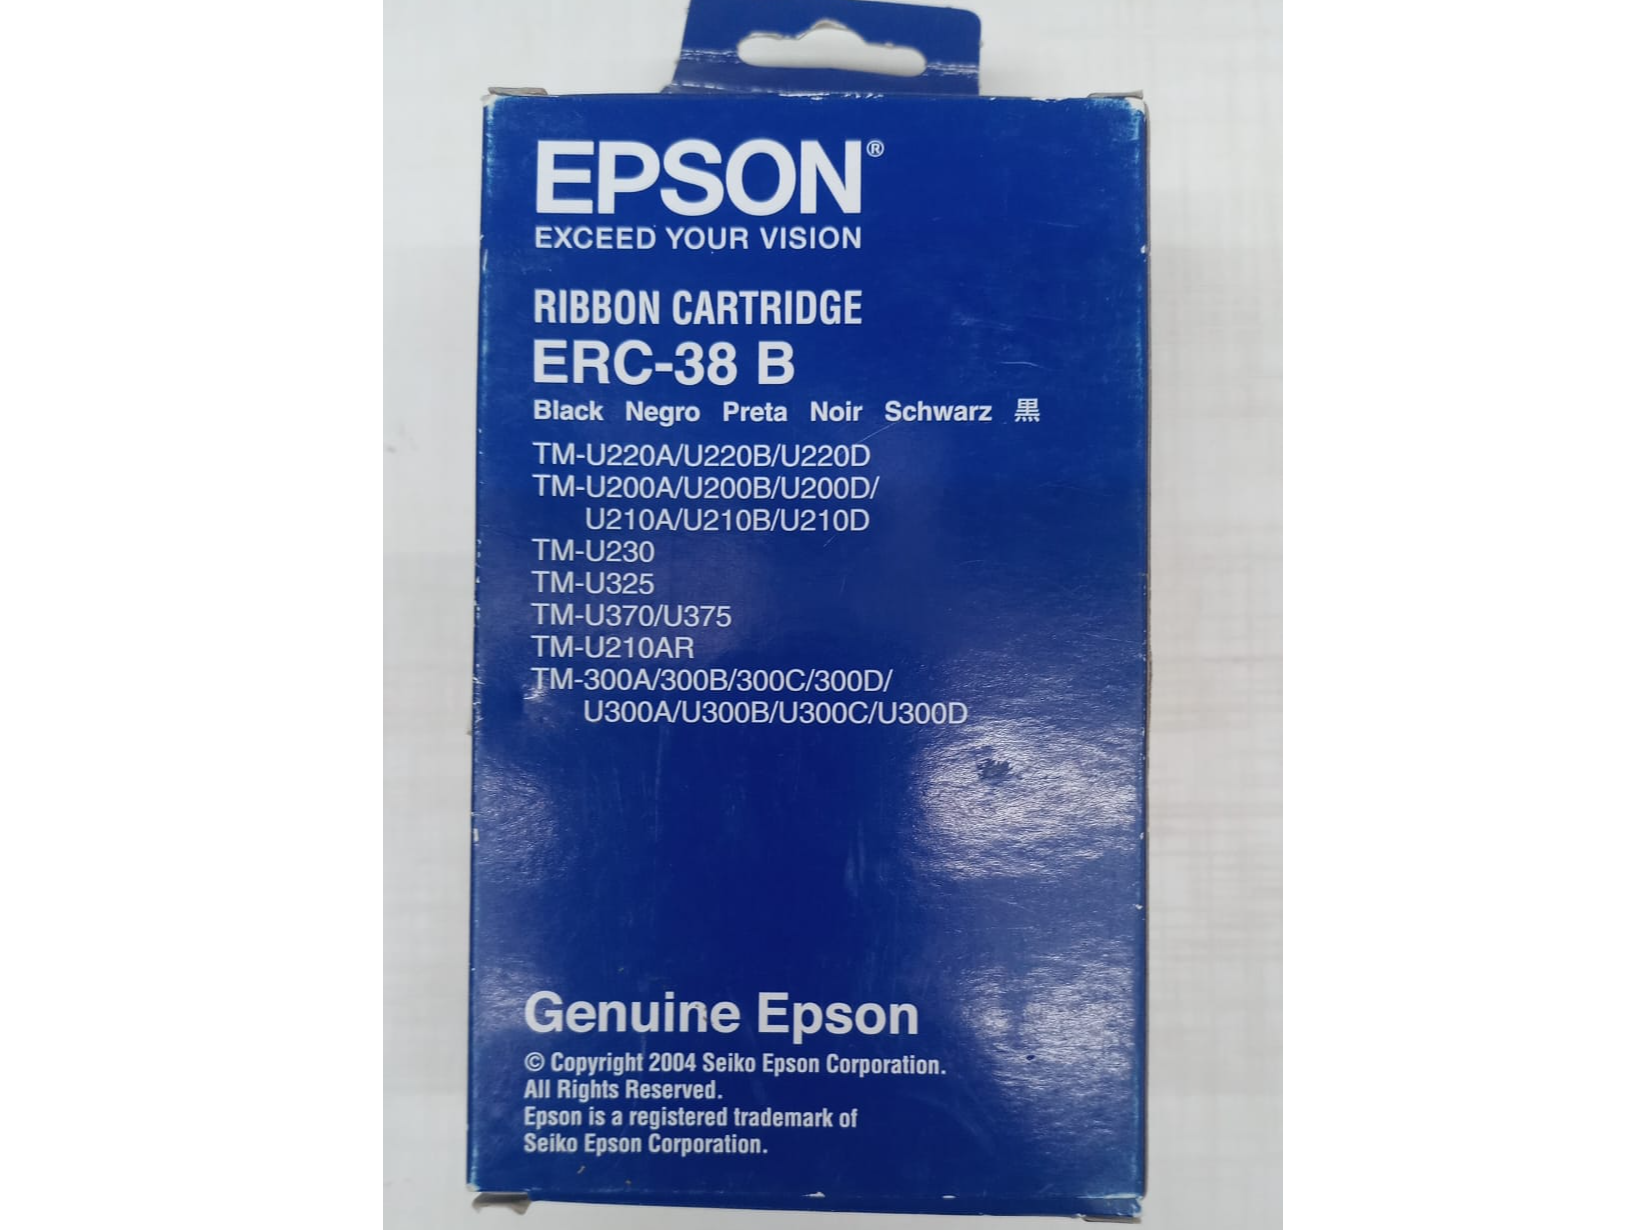 EPSON®
EXCEED YOUR VISION
RIBBON CARTRIDGE
ERC-38 B
Black Negro Preta Noir Schwarz 黒
TM-U220A/U220B/U220D
TM-U200A/U200B/U200D/
U210A/U210B/U210D
TM-U230
TM-U325
TM-U370/U375
TM-U210AR
TM-300A/300B/300C/300D/
U300A/U300B/U300C/U300D
Genuine Epson
© Copyright 2004 Seiko Epson Corporation.
All Rights Reserved.
Epson is a registered trademark of
Seiko Epson Corporation.